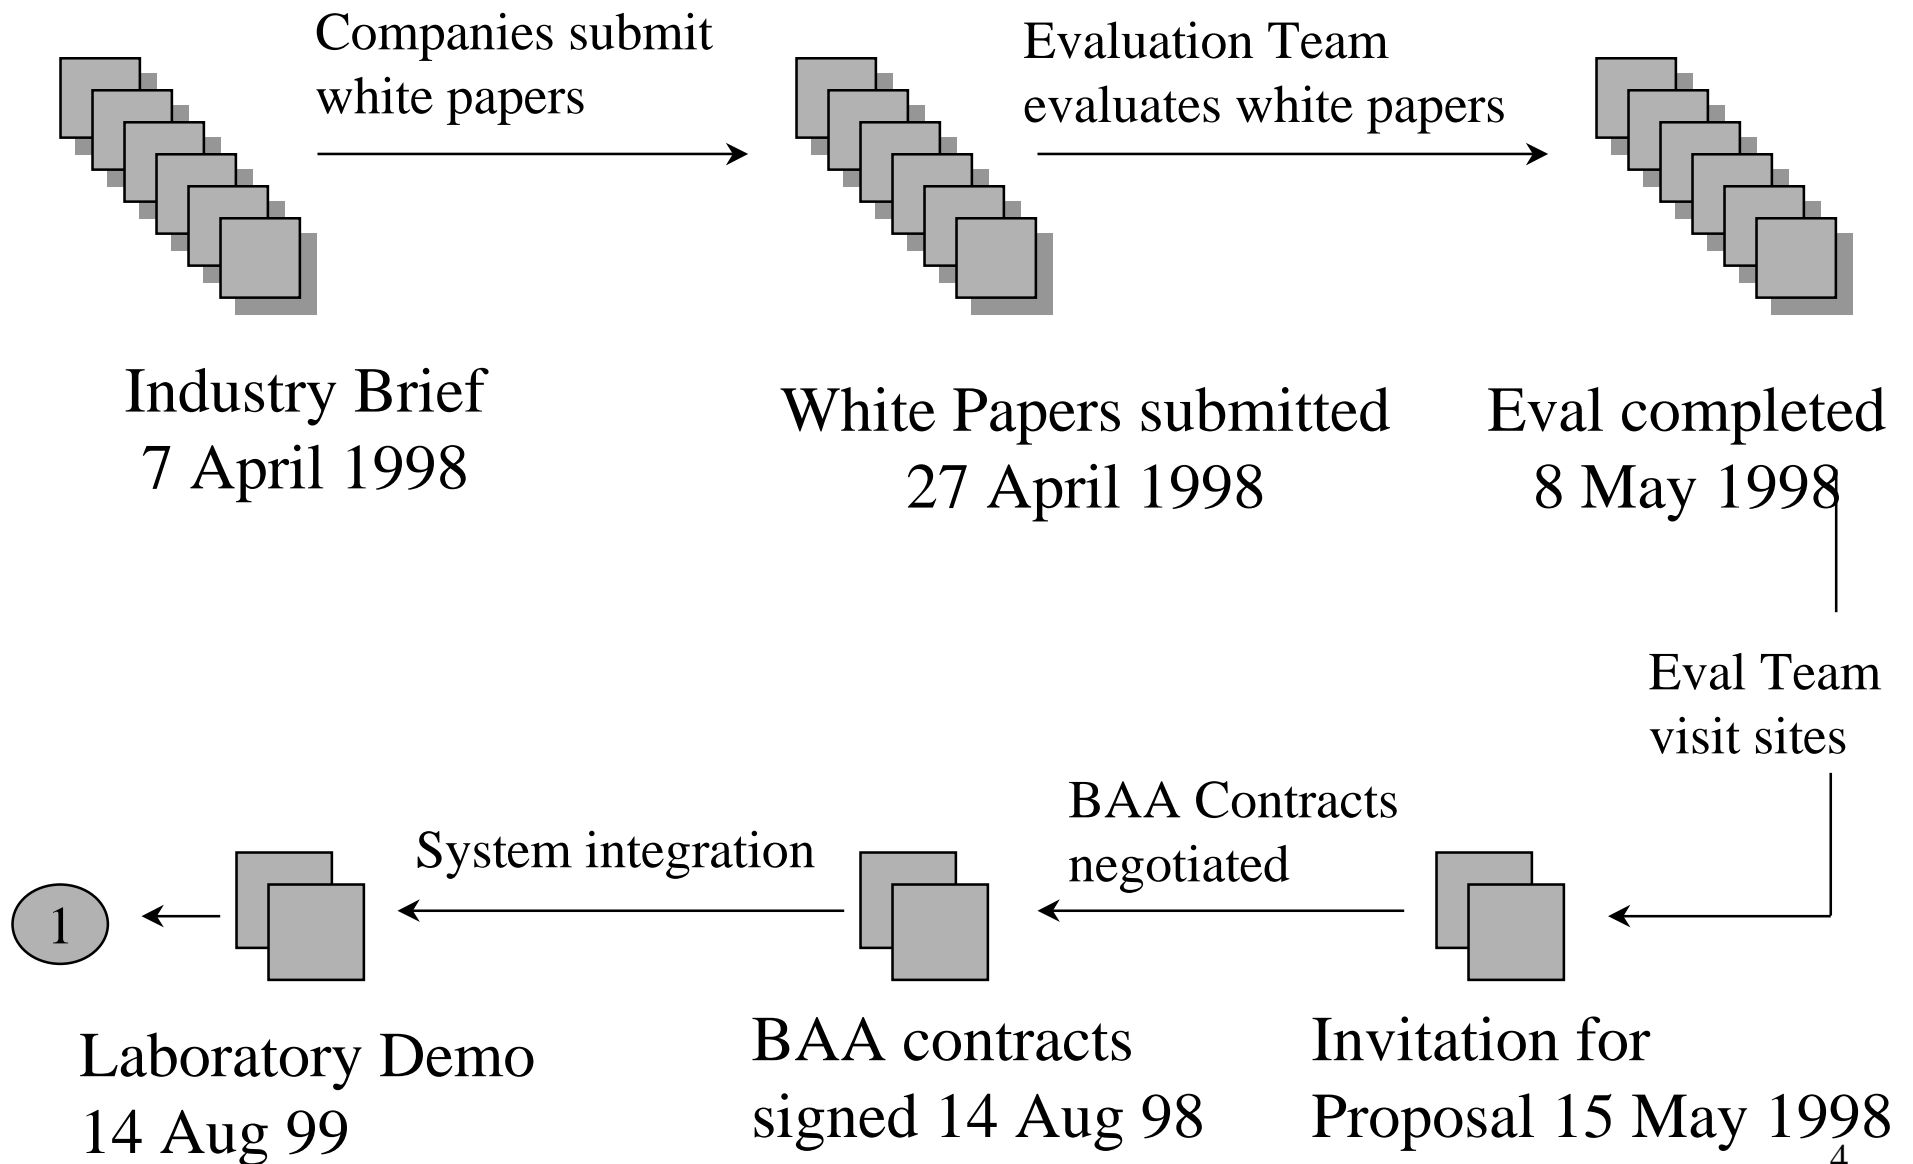 Companies submit
white papers
Evaluation Team
evaluates white papers
Industry Brief
7 April 1998
White Papers submitted
27 April 1998
Eval completed
8 May 1998
Eval Team
visit sites
BAA Contracts
negotiated
System integration
1
Invitation for
Proposal 15 May 1998
BAA contracts
signed 14 Aug 98
Laboratory Demo
14 Aug 99
4